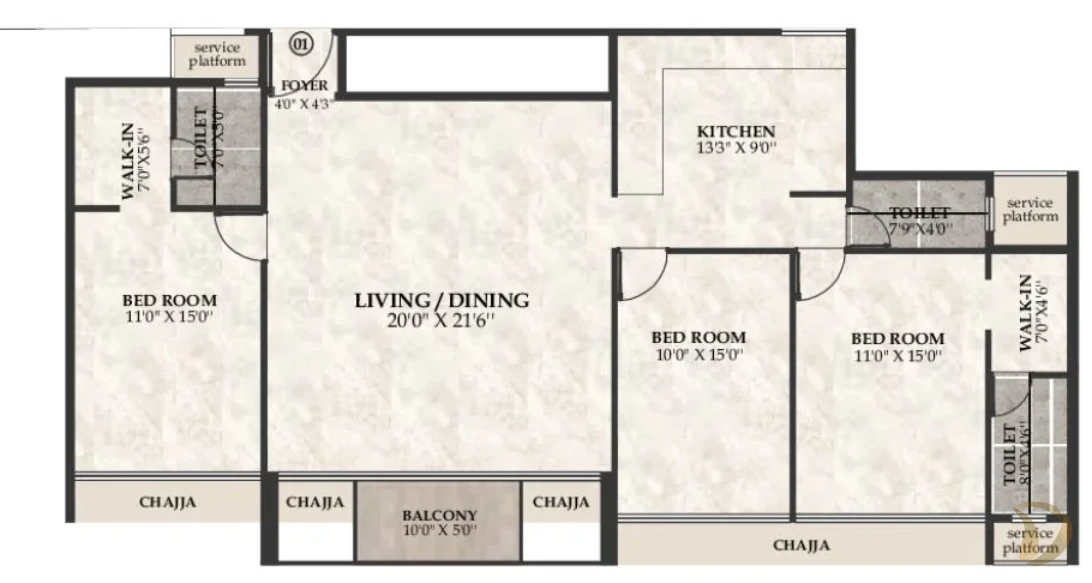 service
platform
01
FOYER
4'0" X 4'3"
WALK-IN
7'0"X5'6"
TOILET
7'0"X5'0"
KITCHEN
13'3" X 9'0"
TOILET
7'9"X4'0"
service
platform
BED ROOM
11'0" X 15'0"
LIVING / DINING
20'0" X 21'6"
BED ROOM
10'0" X 15'0"
BED ROOM
11'0" X 15'0"
WALK-IN
7'0"X4'6"
TOILET
8'0"X4'6"
CHAJJA
CHAJJA
BALCONY
10'0" X 5'0"
CHAJJA
CHAJJA
service
platform